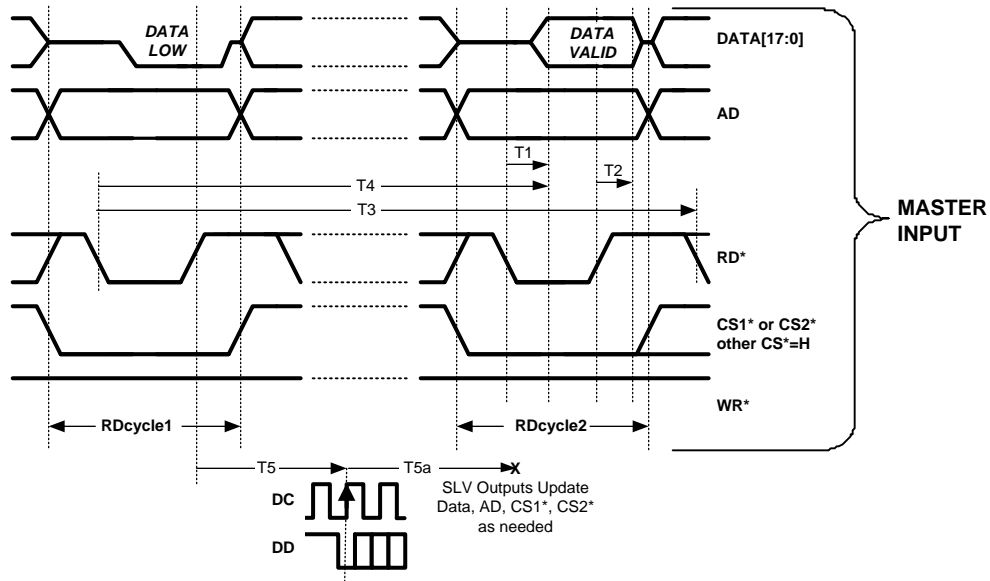 DATA
LOW
DATA
VALID
DATA[17:0]
AD
T1
T2
T4
T3
MASTER
INPUT
RD*
CS1* or CS2*
other CS*=H
WR*
RDcycle1
RDcycle2
T5
T5a
X
DC
SLV Outputs Update
Data, AD, CS1*, CS2*
as needed
DD